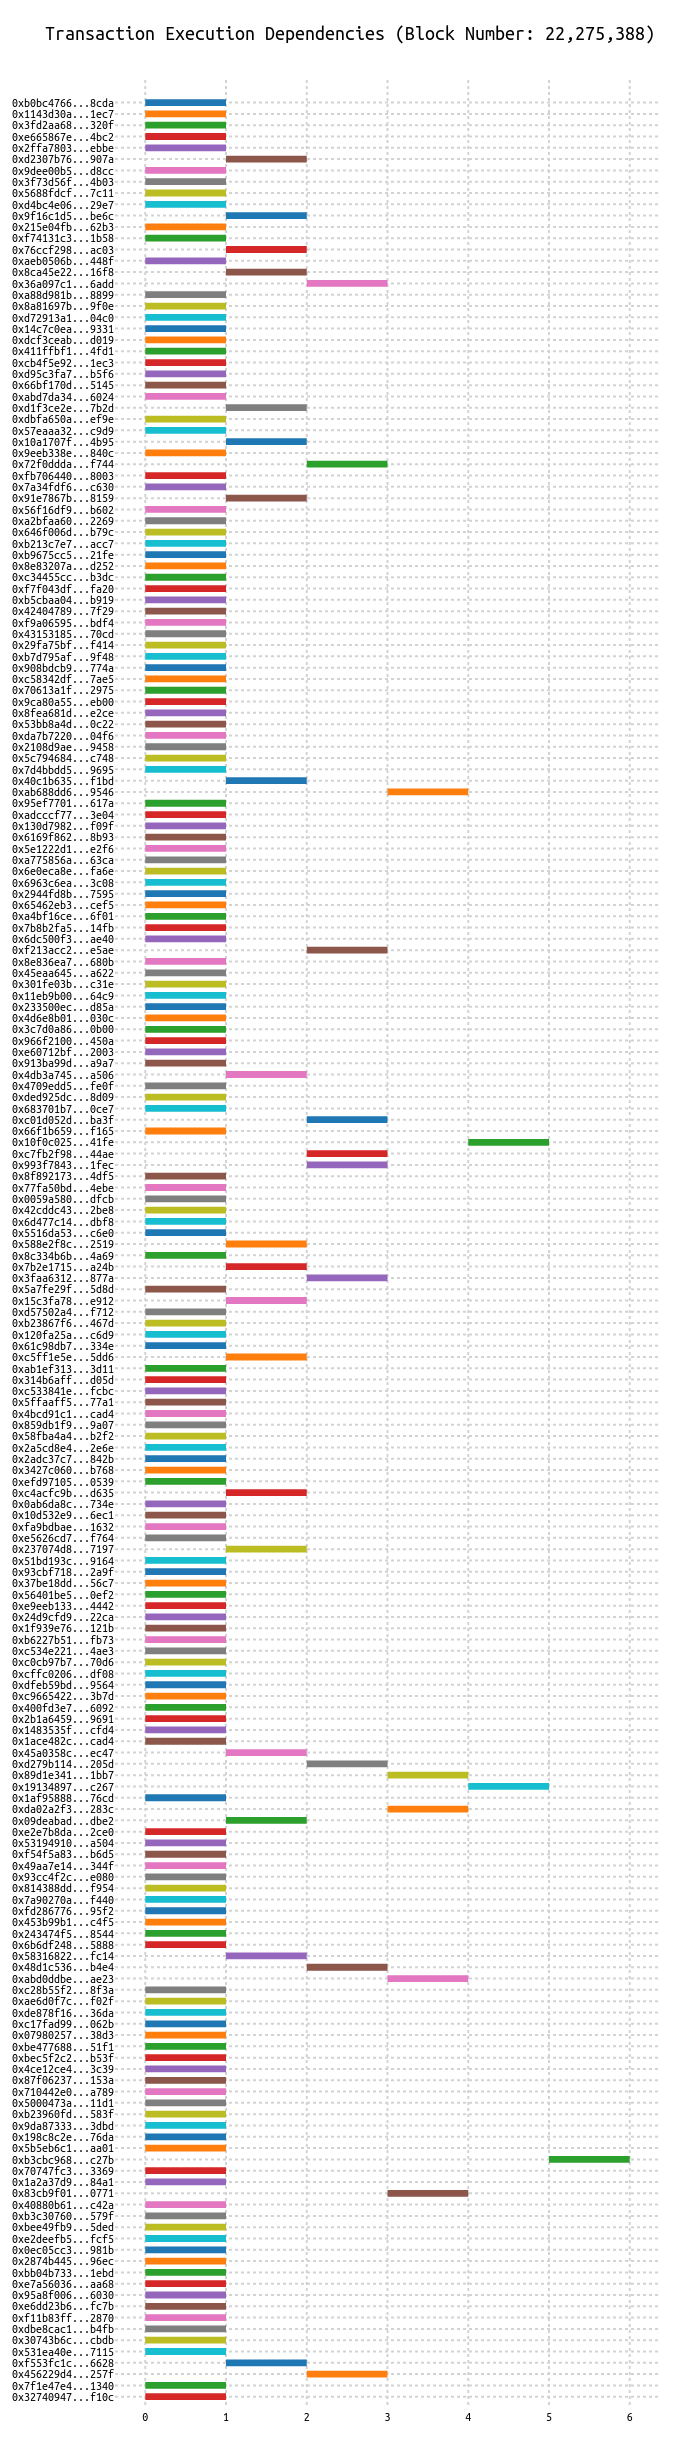 Transaction Execution Dependencies (Block Number: 22,275,388)
0xb0bc4766...8cda
0x1143d30a...1ec7
0x3fd2aa68...320f
0xe665867e...4bc2
0x2ffa7803...ebbe
0xd2307b76...907a
0x9dee00b5...d8cc
0x3f73d56f...4b03
0x5688fdcf...7c11
0xd4bc4e06...29e7
0x9f16c1d5...be6c
0x215e04fb...62b3
0xf74131c3...1b58
0x76ccf298...ac03
0xaeb0506b...448f
0x8ca45e22...16f8
0x36a097c1...6add
0xa88d981b...8899
0x8a81697b...9f0e
0xd72913a1...04c0
0x14c7c0ea...9331
0xdcf3ceab...d019
0x411ffbf1...4fd1
0xcb4f5e92...1ec3
0xd95c3fa7...b5f6
0x66bf170d...5145
0xabd7da34...6024
0xd1f3ce2e...7b2d
0xdbfa650a...ef9e
0x57eaaa32...c9d9
0x10a1707f...4b95
0x9eeb338e...840c
0x72f0ddda...f744
0xfb706440...8003
0x7a34fdf6...c630
0x91e7867b...8159
0x56f16df9...b602
0xa2bfaa60...2269
0x646f006d...b79c
0xb213c7e7...acc7
0xb9675cc5...21fe
0x8e83207a...d252
0xc34455cc...b3dc
0xf7f043df...fa20
0xb5cbaa04...b919
0x42404789...7f29
0xf9a06595...bdf4
0x43153185...70cd
0x29fa75bf...f414
0xb7d795af...9f48
0x908bdcb9...774a
0xc58342df...7ae5
0x70613a1f...2975
0x9ca80a55...eb00
0x8fea681d...e2ce
0x53bb8a4d...0c22
0xda7b7220...04f6
0x2108d9ae...9458
0x5c794684...c748
0x7d4bbdd5...9695
0x40c1b635...f1bd
0xab688dd6...9546
0x95ef7701...617a
0xadcccf77...3e04
0x130d7982...f09f
0x6169f862...8b93
0x5e1222d1...e2f6
0xa775856a...63ca
0x6e0eca8e...fa6e
0x6963c6ea...3c08
0x2944fd8b...7595
0x65462eb3...cef5
0xa4bf16ce...6f01
0x7b8b2fa5...14fb
0x6dc500f3...ae40
0xf213acc2...e5ae
0x8e836ea7...680b
0x45eaa645...a622
0x301fe03b...c31e
0x11eb9b00...64c9
0x233500ec...d85a
0x4d6e8b01...030c
0x3c7d0a86...0b00
0x966f2100...450a
0xe60712bf...2003
0x913ba99d...a9a7
0x4db3a745...a506
0x4709edd5...fe0f
0xded925dc...8d09
0x683701b7...0ce7
0xc01d052d...ba3f
0x66f1b659...f165
0x10f0c025...41fe
0xc7fb2f98...44ae
0x993f7843...1fec
0x8f892173...4df5
0x77fa50bd...4ebe
0x0059a580...dfcb
0x42cddc43...2be8
0x6d477c14...dbf8
0x5516da53...c6e0
0x588e2f8c...2519
0x8c334b6b...4a69
0x7b2e1715...a24b
0x3faa6312...877a
0x5a7fe29f...5d8d
0x15c3fa78...e912
0xd57502a4...f712
0xb23867f6...467d
0x120fa25a...c6d9
0x61c98db7...334e
0xc5ff1e5e...5dd6
0xab1ef313...3d11
0x314b6aff...d05d
0xc533841e...fcbc
0x5ffaaff5...77a1
0x4bcd91c1...cad4
0x859db1f9...9a07
0x58fba4a4...b2f2
0x2a5cd8e4...2e6e
0x2adc37c7...842b
0x3427c060...b768
0xefd97105...0539
0xc4acfc9b...d635
0x0ab6da8c...734e
0x10d532e9...6ec1
0xfa9bdbae...1632
0xe5626cd7...f764
0x237074d8...7197
0x51bd193c...9164
0x93cbf718...2a9f
0x37be18dd...56c7
0x56401be5...0ef2
0xe9eeb133...4442
0x24d9cfd9...22ca
0x1f939e76...121b
0xb6227b51...fb73
0xc534e221...4ae3
0xc0cb97b7...70d6
0xcffc0206...df08
0xdfeb59bd...9564
0xc9665422...3b7d
0x400fd3e7...6092
0x2b1a6459...9691
0x1483535f...cfd4
0x1ace482c...cad4
0x45a0358c...ec47
0xd279b114...205d
0x89d1e341...1bb7
0x19134897...c267
0x1af95888...76cd
0xda02a2f3...283c
0x09deabad...dbe2
0xe2e7b8da...2ce0
0x53194910...a504
0xf54f5a83...b6d5
0x49aa7e14...344f
0x93cc4f2c...e080
0x814388dd...f954
0x7a90270a...f440
0xfd286776...95f2
0x453b99b1...c4f5
0x243474f5...8544
0x6b6df248...5888
0x58316822...fc14
0x48d1c536...b4e4
0xabd0ddbe...ae23
0xc28b55f2...8f3a
0xae6d0f7c...f02f
0xde878f16...36da
0xc17fad99...062b
0x07980257...38d3
0xbe477688...51f1
0xbec5f2c2...b53f
0x4ce12ce4...3c39
0x87f06237...153a
0x710442e0...a789
0x5000473a...11d1
0xb23960fd...583f
0x9da87333...3dbd
0x198c8c2e...76da
0x5b5eb6c1...aa01
0xb3cbc968...c27b
0x70747fc3...3369
0x1a2a37d9...84a1
0x83cb9f01...0771
0x40880b61...c42a
0xb3c30760...579f
0xbee49fb9...5ded
0xe2deefb5...fcf5
0x0ec05cc3...981b
0x2874b445...96ec
0xbb04b733...1ebd
0xe7a56036...aa68
0x95a8f006...6030
0xe6dd23b6...fc7b
0xf11b83ff...2870
0xdbe8cac1...b4fb
0x30743b6c...cbdb
0x531ea40e...7115
0xf553fc1c...6628
0x456229d4...257f
0x7f1e47e4...1340
0x32740947...f10c
0 1 2 3 4 5 6